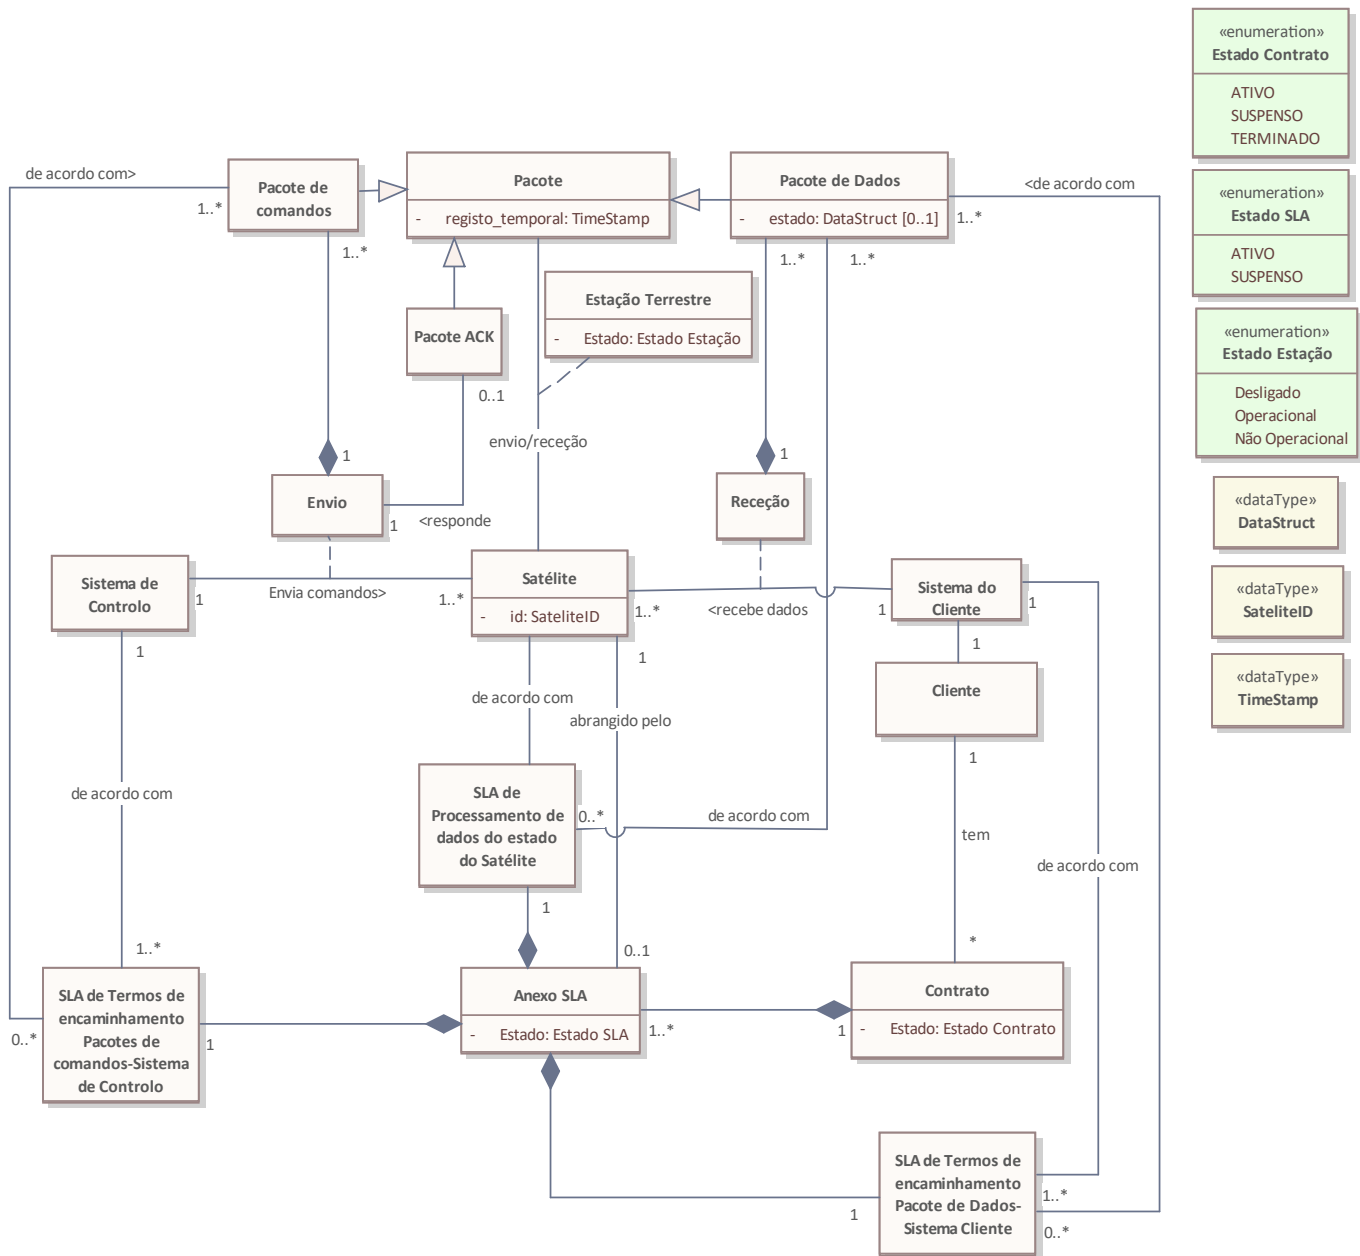 «enumeration»
Estado Contrato
ATIVO
SUSPENSO
TERMINADO
«enumeration»
Estado SLA
ATIVO
SUSPENSO
«enumeration»
Estado Estação
Desligado
Operacional
Não Operacional
«dataType»
DataStruct
«dataType»
SateliteID
«dataType»
TimeStamp
de acordo com>
1..*
Pacote de
comandos
1..*
Pacote
- registo_temporal: TimeStamp
Pacote de Dados
- estado: DataStruct [0..1]
<de acordo com
1..*
1..*
1..*
Estação Terrestre
- Estado: Estado Estação
Pacote ACK
0..1
envio/receção
1
Envio
1
<responde
1
Receção
Sistema de
Controlo
1
Envia comandos>
1..*
Satélite
- id: SateliteID
1..*
<recebe dados
1
Sistema do
Cliente
1
1
1
1
Cliente
1
de acordo com
abrangido pelo
de acordo com
SLA de
Processamento de
dados do estado
do Satélite
0..*
de acordo com
tem
de acordo com
1
1..*
0..1
*
SLA de Termos de
encaminhamento
Pacotes de
comandos-Sistema
de Controlo
0..*
1
Anexo SLA
- Estado: Estado SLA
1..*
1
Contrato
- Estado: Estado Contrato
SLA de Termos de
encaminhamento
Pacote de Dados-
Sistema Cliente
1
1..*
0..*